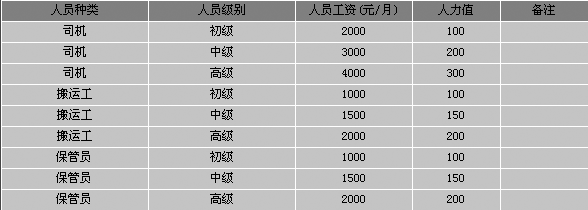 人员种类 人员级别 人员工资(元/月) 人力值 备注
司机 初级 2000 100
司机 中级 3000 200
司机 高级 4000 300
搬运工 初级 1000 100
搬运工 中级 1500 150
搬运工 高级 2000 200
保管员 初级 1000 100
保管员 中级 1500 150
保管员 高级 2000 200